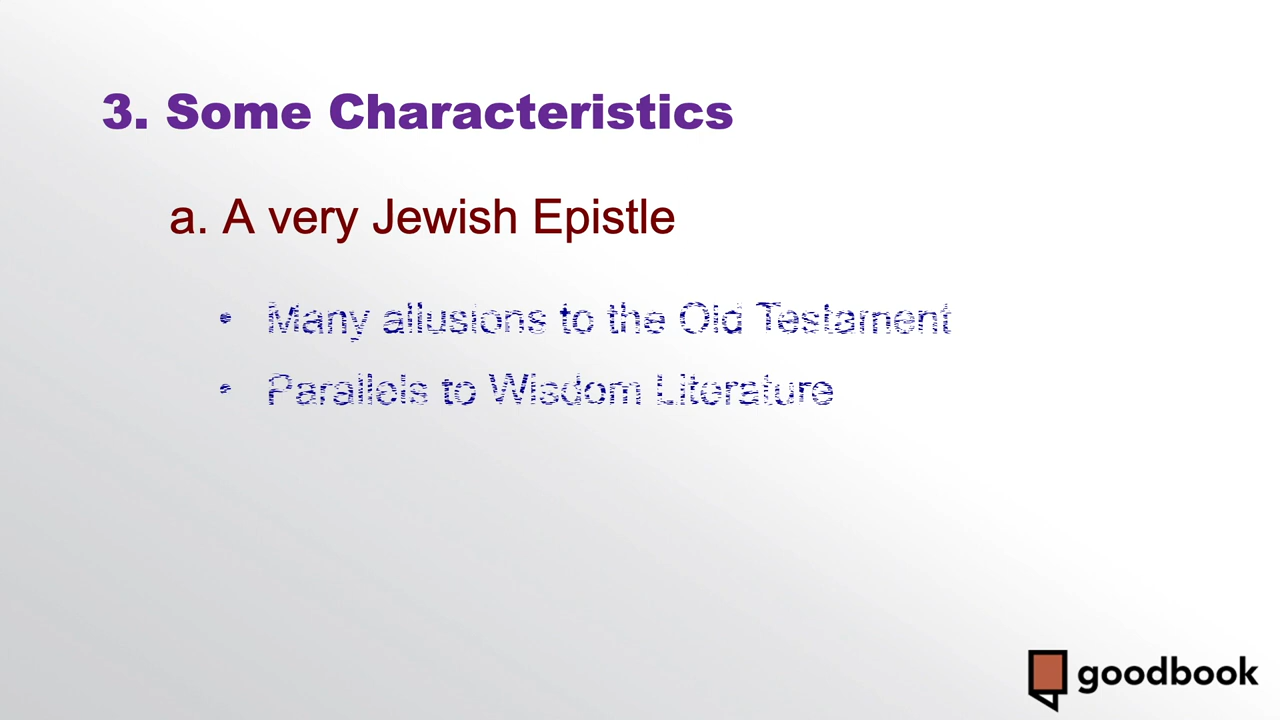 3. Some Characteristics
a. A very Jewish Epistle
• Many allusions to the Old Testament
• Parallels to Wisdom Literature
goodbook